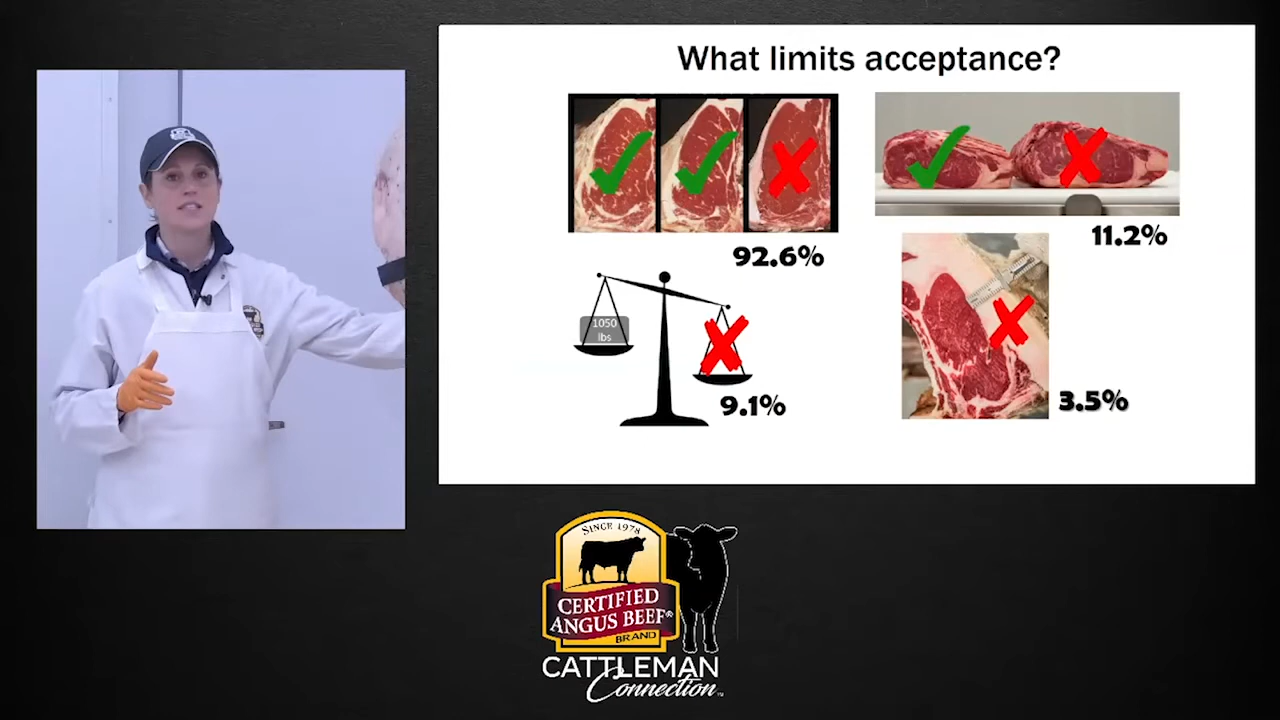 What limits acceptance?
92.6%
11.2%
1050
lbs
9.1%
3.5%
SINCE 1978
CERTIFIED
ANGUS BEEF®
BRAND
CATTLEMAN
Connection™